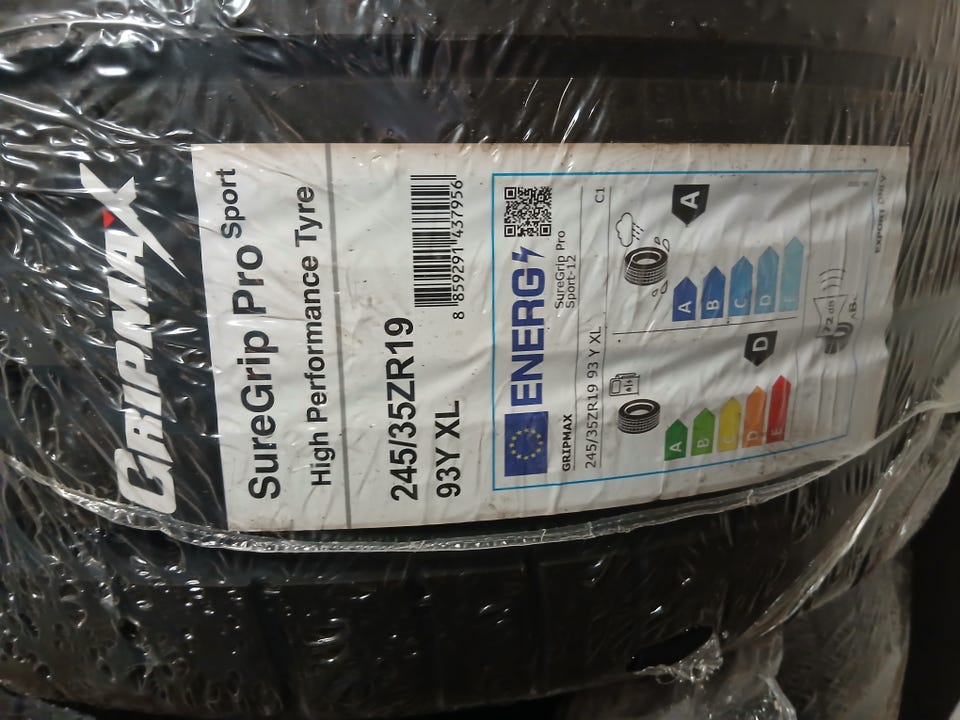 GRIPMAX
SureGrip Pro Sport
High Performance Tyre
245/35ZR19
93Y XL
8 859291 437956
ENERG
GRIPMAX
SureGrip Pro
Sport-12
245/35ZR19 93 Y XL
C1
A
B
C
D
E
D
A
B
C
D
E
A
72 dB
EXPORT ONLY